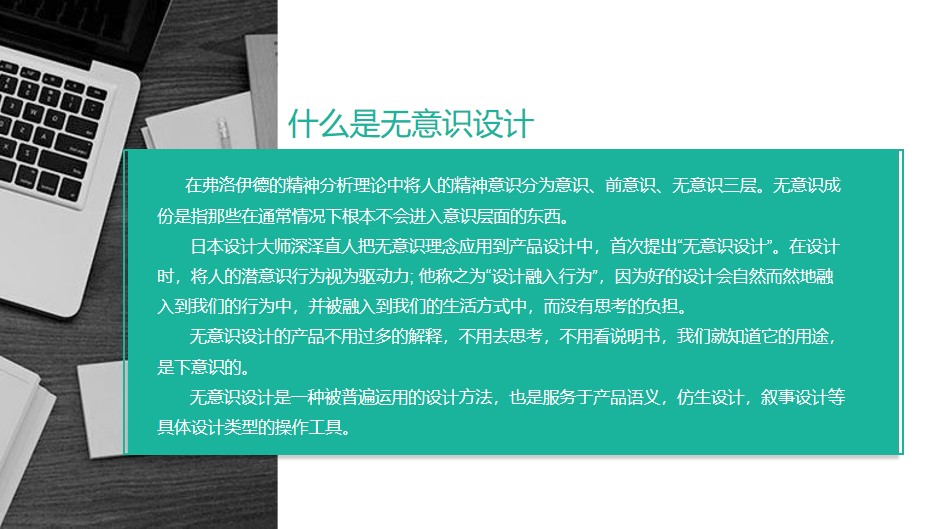 什么是无意识设计
在弗洛伊德的精神分析理论中将人的精神意识分为意识、前意识、无意识三层。无意识成
份是指那些在通常情况下根本不会进入意识层面的东西。
日本设计大师深泽直人把无意识理念应用到产品设计中，首次提出“无意识设计”。在设计
时，将人的潜意识行为视为驱动力; 他称之为“设计融入行为”，因为好的设计会自然而然地融
入到我们的行为中，并被融入到我们的生活方式中，而没有思考的负担。
无意识设计的产品不用过多的解释，不用去思考，不用看说明书，我们就知道它的用途，
是下意识的。
无意识设计是一种被普遍运用的设计方法，也是服务于产品语义，仿生设计，叙事设计等
具体设计类型的操作工具。